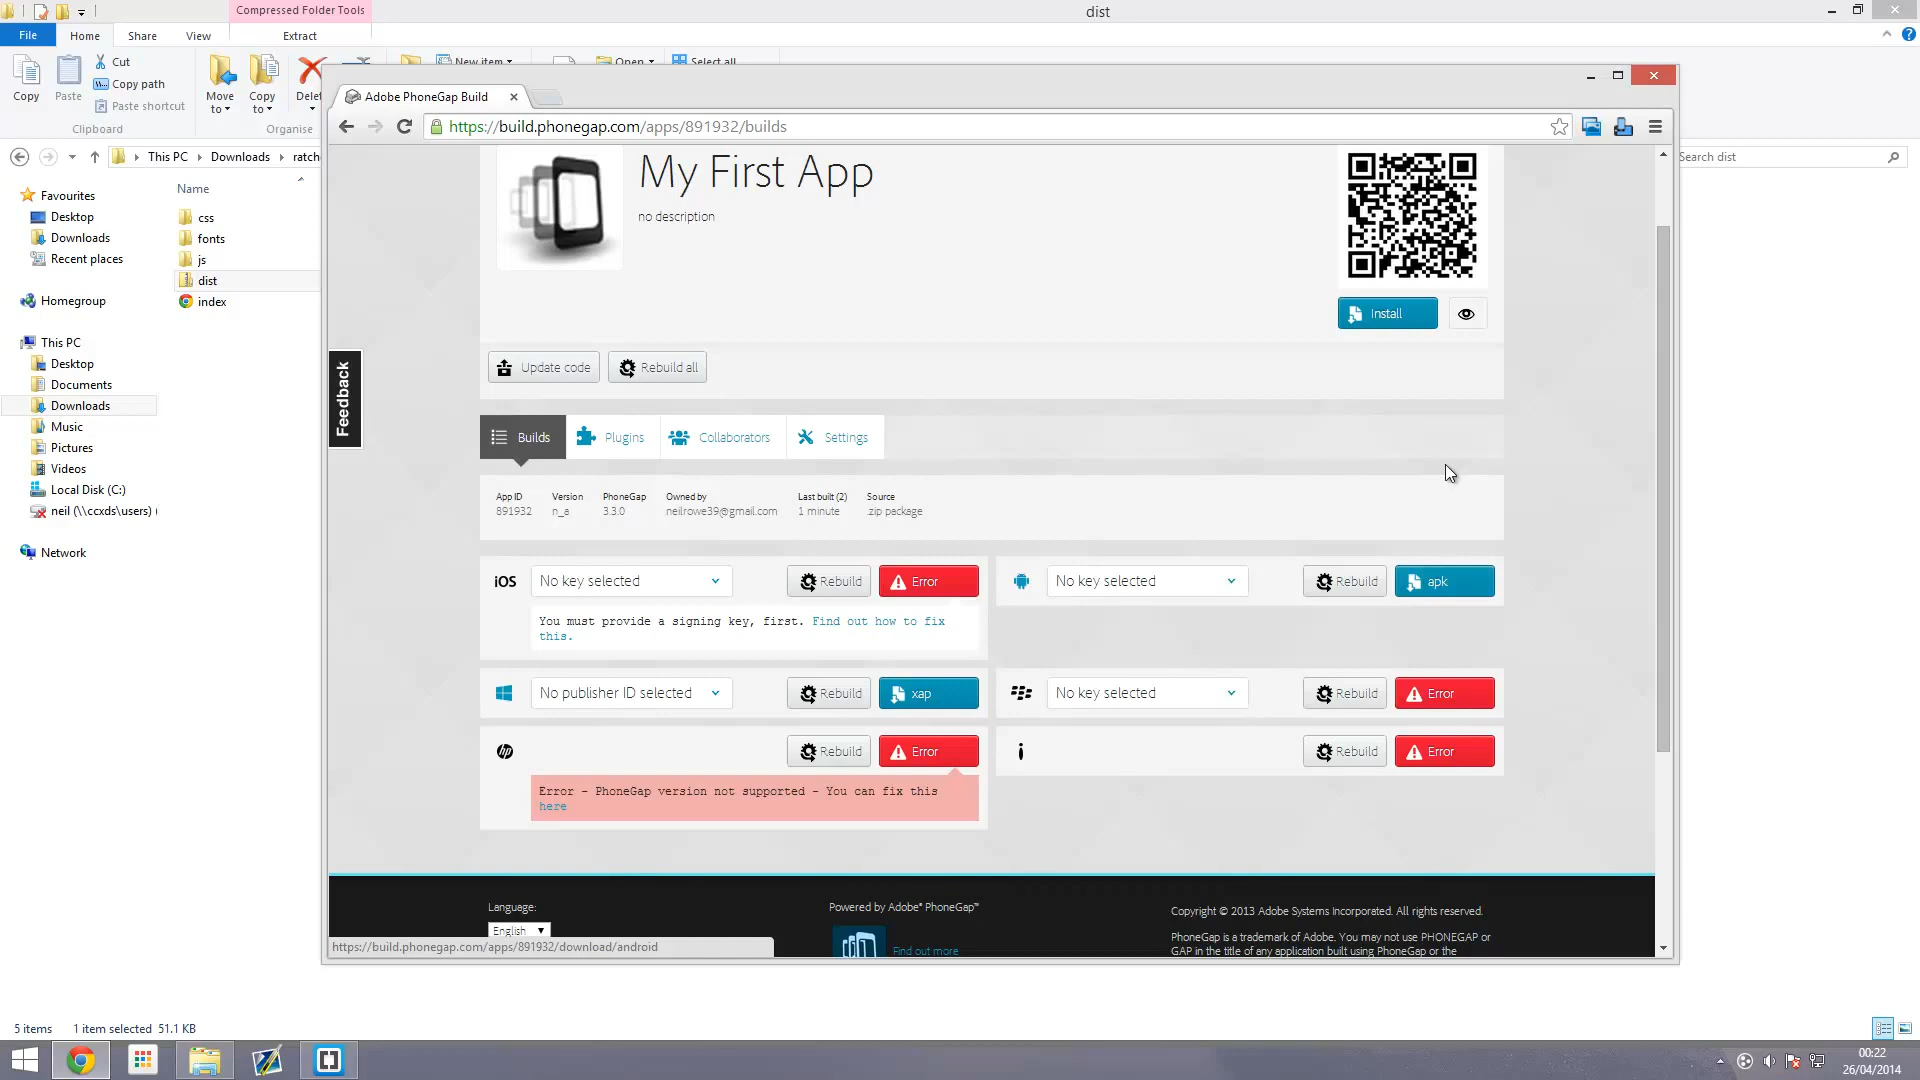 Compressed Folder Tools
dist
File
Home
Share
View
Extract
Copy
Paste
Cut
Copy path
Paste shortcut
Clipboard
Move to
Copy to
Delet
Organise
New item
Open
Select all
Adobe PhoneGap Build
https://build.phonegap.com/apps/891932/builds
This PC
Downloads
ratch
Search dist
Favourites
Desktop
Downloads
Recent places
Homegroup
This PC
Desktop
Documents
Downloads
Music
Pictures
Videos
Local Disk (C:)
neil (\\ccxds\users) (
Network
Name
css
fonts
js
dist
index
Feedback
My First App
no description
Install
Update code
Rebuild all
Builds
Plugins
Collaborators
Settings
App ID
891932
Version
n_a
PhoneGap
3.3.0
Owned by
neilrowe39@gmail.com
Last built (2)
1 minute
Source
.zip package
iOS
No key selected
Rebuild
Error
You must provide a signing key, first. Find out how to fix
this.
No key selected
Rebuild
apk
No publisher ID selected
Rebuild
xap
No key selected
Rebuild
Error
hp
Rebuild
Error
Error - PhoneGap version not supported - You can fix this
here
Rebuild
Error
Language:
English
Powered by Adobe® PhoneGap™
Find out more
Copyright © 2013 Adobe Systems Incorporated. All rights reserved.
PhoneGap is a trademark of Adobe. You may not use PHONEGAP or
GAP in the title of any application built using PhoneGap or the
https://build.phonegap.com/apps/891932/download/android
5 items
1 item selected 51.1 KB
00:22
26/04/2014